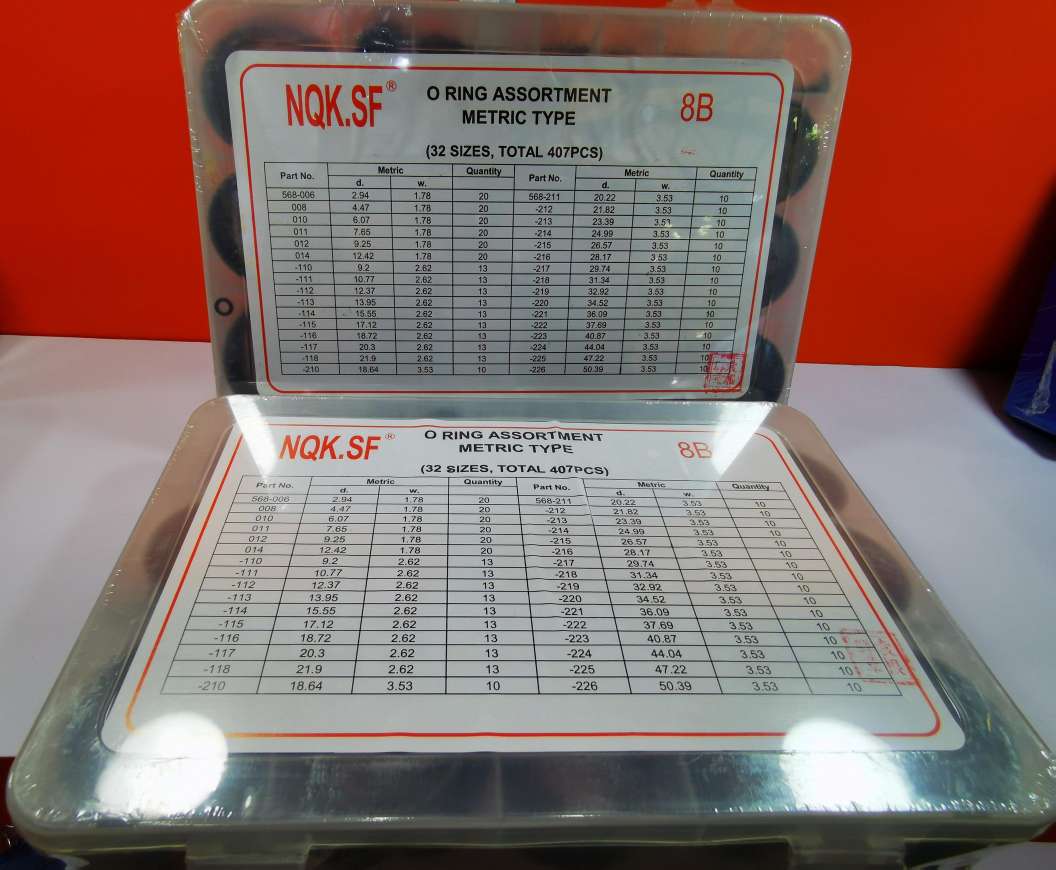 NQK.SF®
O RING ASSORTMENT
METRIC TYPE
8B
(32 SIZES, TOTAL 407PCS)
Part No. Metric Quantity Part No. Metric Quantity
d. w. d. w.
568-006 2.94 1.78 20 568-211 20.22 3.53 10
008 4.47 1.78 20 -212 21.82 3.53 10
010 6.07 1.78 20 -213 23.39 3.53 10
011 7.65 1.78 20 -214 24.99 3.53 10
012 9.25 1.78 20 -215 26.57 3.53 10
014 12.42 1.78 20 -216 28.17 3.53 10
-110 9.2 2.62 13 -217 29.74 3.53 10
-111 10.77 2.62 13 -218 31.34 3.53 10
-112 12.37 2.62 13 -219 32.92 3.53 10
-113 13.95 2.62 13 -220 34.52 3.53 10
-114 15.55 2.62 13 -221 36.09 3.53 10
-115 17.12 2.62 13 -222 37.69 3.53 10
-116 18.72 2.62 13 -223 40.87 3.53 10
-117 20.3 2.62 13 -224 44.04 3.53 10
-118 21.9 2.62 13 -225 47.22 3.53 10
-210 18.64 3.53 10 -226 50.39 3.53 10
NQK.SF®
O RING ASSORTMENT
METRIC TYPE
8B
(32 SIZES, TOTAL 407PCS)
Part No. Metric Quantity Part No. Metric Quantity
d. w. d. w.
568-006 2.94 1.78 20 568-211 20.22 3.53 10
008 4.47 1.78 20 -212 21.82 3.53 10
010 6.07 1.78 20 -213 23.39 3.53 10
011 7.65 1.78 20 -214 24.99 3.53 10
012 9.25 1.78 20 -215 26.57 3.53 10
014 12.42 1.78 20 -216 28.17 3.53 10
-110 9.2 2.62 13 -217 29.74 3.53 10
-111 10.77 2.62 13 -218 31.34 3.53 10
-112 12.37 2.62 13 -219 32.92 3.53 10
-113 13.95 2.62 13 -220 34.52 3.53 10
-114 15.55 2.62 13 -221 36.09 3.53 10
-115 17.12 2.62 13 -222 37.69 3.53 10
-116 18.72 2.62 13 -223 40.87 3.53 10
-117 20.3 2.62 13 -224 44.04 3.53 10
-118 21.9 2.62 13 -225 47.22 3.53 10
-210 18.64 3.53 10 -226 50.39 3.53 10